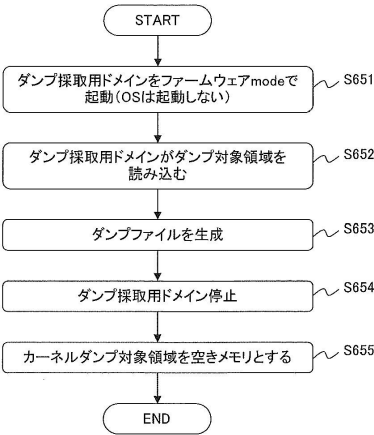 START
ダンプ採取用ドメインをファームウェアmodeで
起動(OSは起動しない)
S651
ダンプ採取用ドメインがダンプ対象領域を
読み込む
S652
ダンプファイルを生成
S653
ダンプ採取用ドメイン停止
S654
カーネルダンプ対象領域を空きメモリとする
S655
END